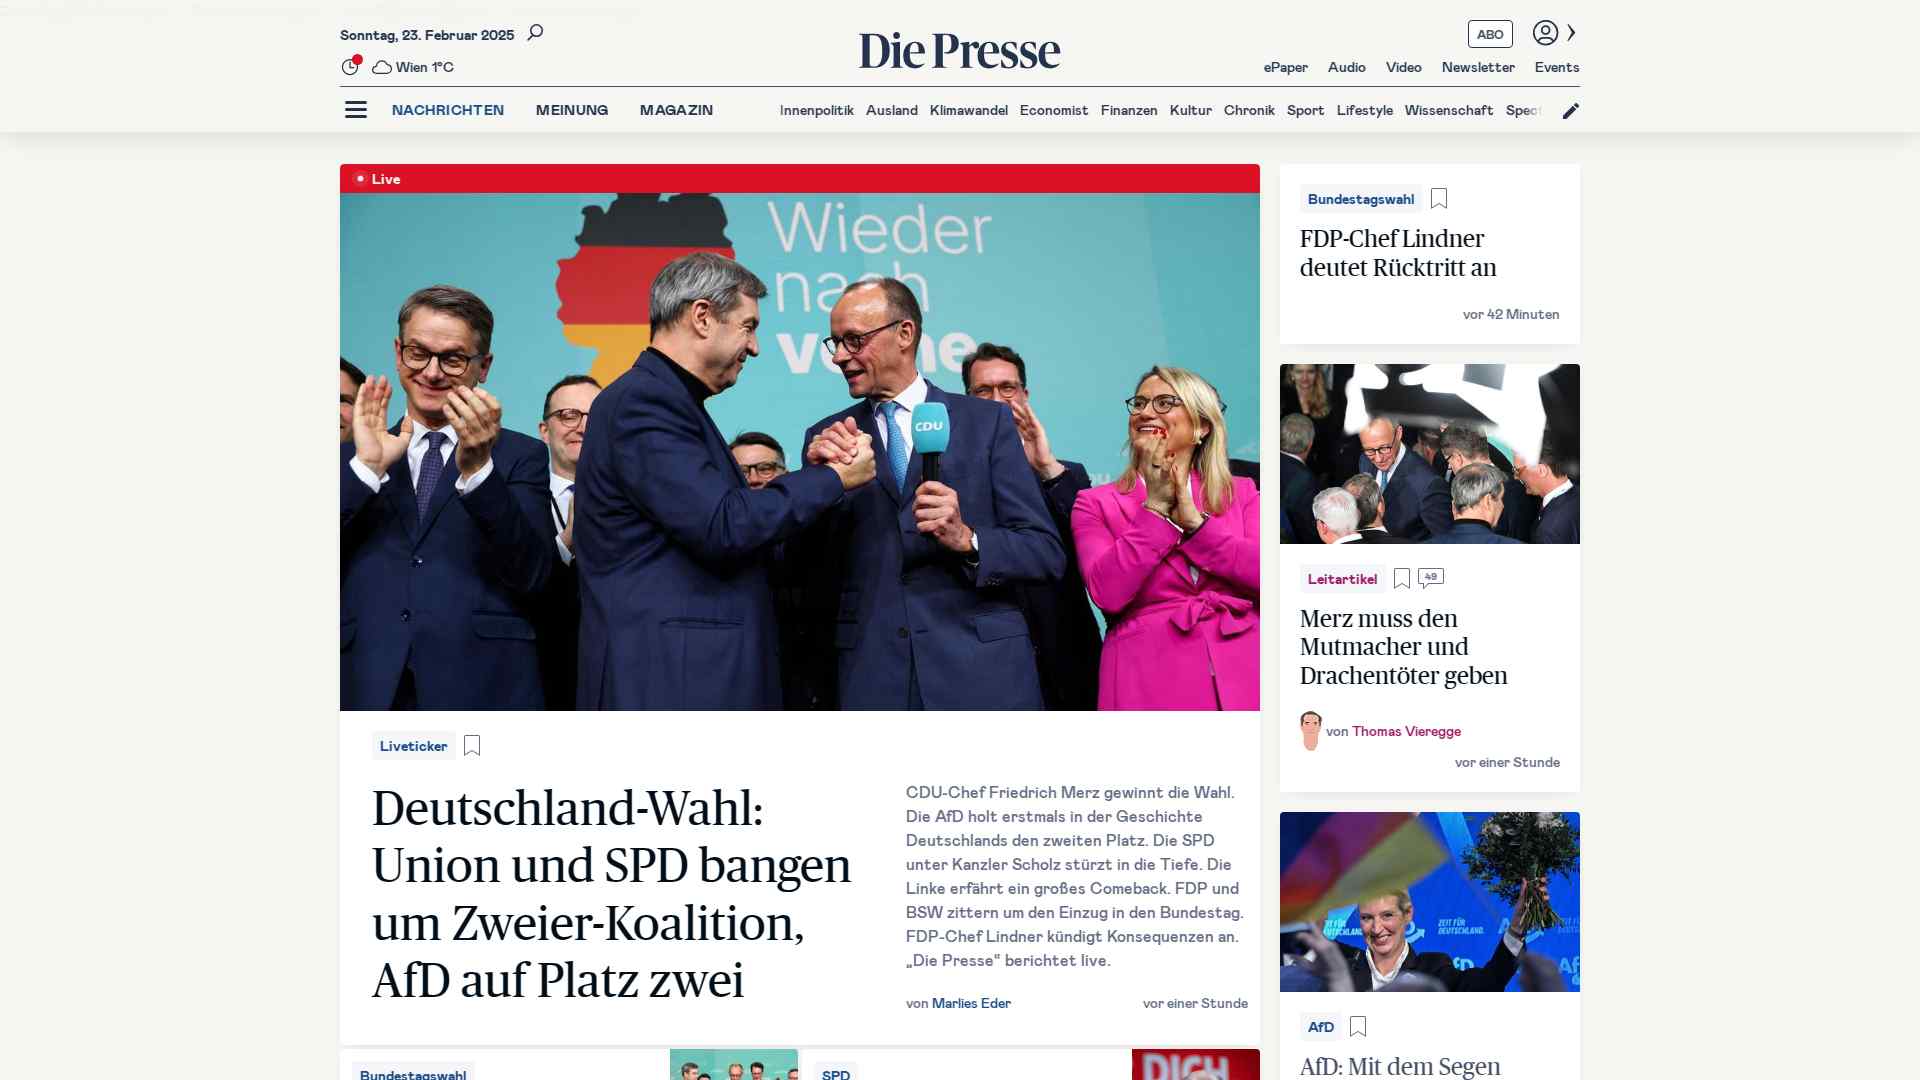 Sonntag, 23. Februar 2025
Wien 1°C
Die Presse
ABO
ePaper Audio Video Newsletter Events
NACHRICHTEN MEINUNG MAGAZIN
Innenpolitik Ausland Klimawandel Economist Finanzen Kultur Chronik Sport Lifestyle Wissenschaft
Live
Wieder
nach
CDU
Liveticker
Deutschland-Wahl:
Union und SPD bangen
um Zweier-Koalition,
AfD auf Platz zwei
CDU-Chef Friedrich Merz gewinnt die Wahl.
Die AfD holt erstmals in der Geschichte
Deutschlands den zweiten Platz. Die SPD
unter Kanzler Scholz stürzt in die Tiefe. Die
Linke erfährt ein großes Comeback. FDP und
BSW zittern um den Einzug in den Bundestag.
FDP-Chef Lindner kündigt Konsequenzen an.
„Die Presse“ berichtet live.
von Marlies Eder
vor einer Stunde
Bundestagswahl
SPD
DICH
Bundestagswahl
FDP-Chef Lindner
deutet Rücktritt an
vor 42 Minuten
Leitartikel
49
Merz muss den
Mutmacher und
Drachentöter geben
von Thomas Vieregge
vor einer Stunde
ZEIT FÜR
DEUTSCHLAND.
AfD
AfD: Mit dem Segen